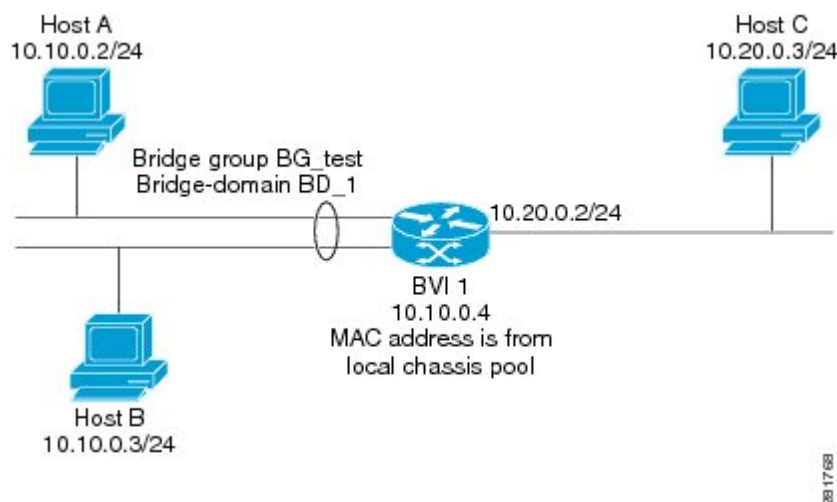 Host A
10.10.0.2/24
Host C
10.20.0.3/24
Bridge group BG_test
Bridge-domain BD_1
10.20.0.2/24
BVI 1
10.10.0.4
MAC address is from
local chassis pool
Host B
10.10.0.3/24